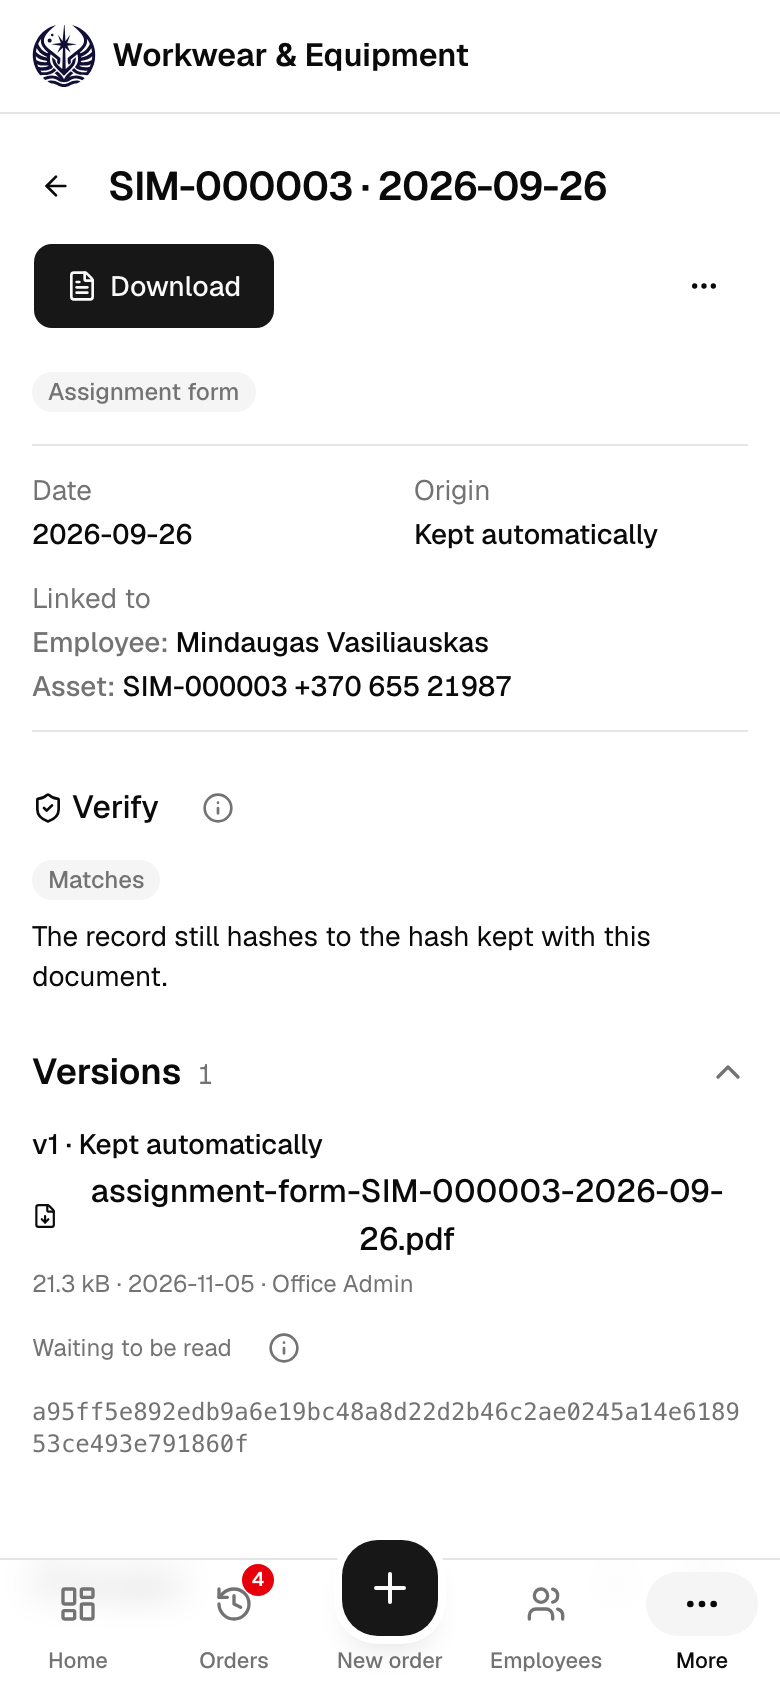 Workwear & Equipment
SIM-000003 · 2026-09-26
Download
Assignment form
Date
Origin
2026-09-26
Kept automatically
Linked to
Employee: Mindaugas Vasiliauskas
Asset: SIM-000003 +370 655 21987
Verify
Matches
The record still hashes to the hash kept with this
document.
Versions 1
v1 · Kept automatically
assignment-form-SIM-000003-2026-09-
26.pdf
21.3 kB · 2026-11-05 · Office Admin
Waiting to be read
a95ff5e892edb9a6e19bc48a8d22d2b46c2ae0245a14e6189
53ce493e791860f
4
Home
Orders
New order
Employees
More